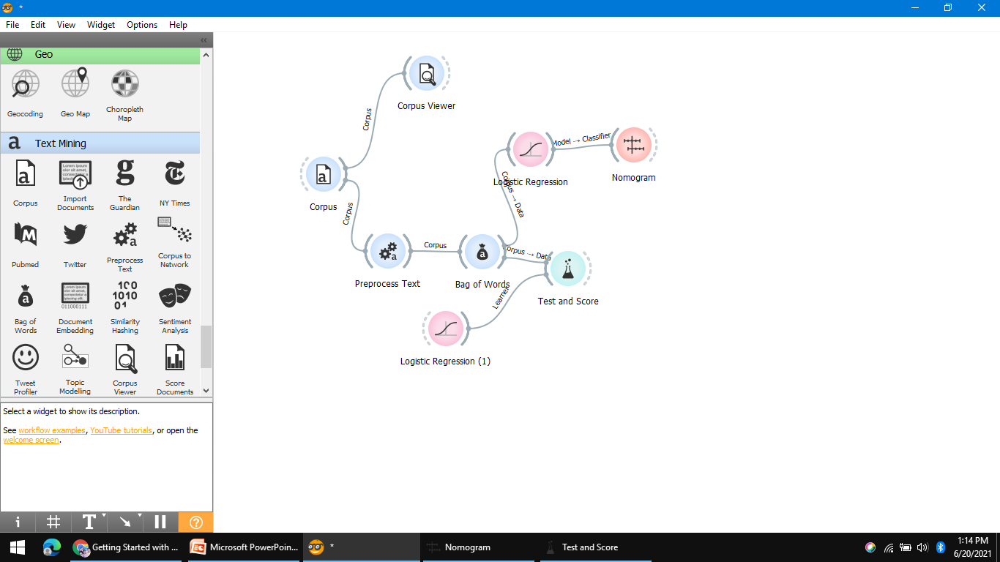 *
File Edit View Widget Options Help
Geo
Geocoding
Geo Map
Choropleth
Map
a Text Mining
a
Corpus
Import
Documents
The
Guardian
NY Times
Pubmed
Twitter
Preprocess
Text
Corpus to
Network
Bag of
Words
Document
Embedding
Similarity
Hashing
Sentiment
Analysis
Tweet
Profiler
Topic
Modelling
Corpus
Viewer
Score
Documents
Select a widget to show its description.
See workflow examples, YouTube tutorials, or open the
welcome screen.
Corpus Viewer
Corpus
Corpus
Corpus
Preprocess Text
Corpus
Bag of Words
Corpus → Data
Logistic Regression
Model → Classifier
Nomogram
Corpus → Data
Test and Score
Learner
Logistic Regression (1)
Getting Started with ...
Microsoft PowerPoin...
*
Nomogram
Test and Score
1:14 PM
6/20/2021